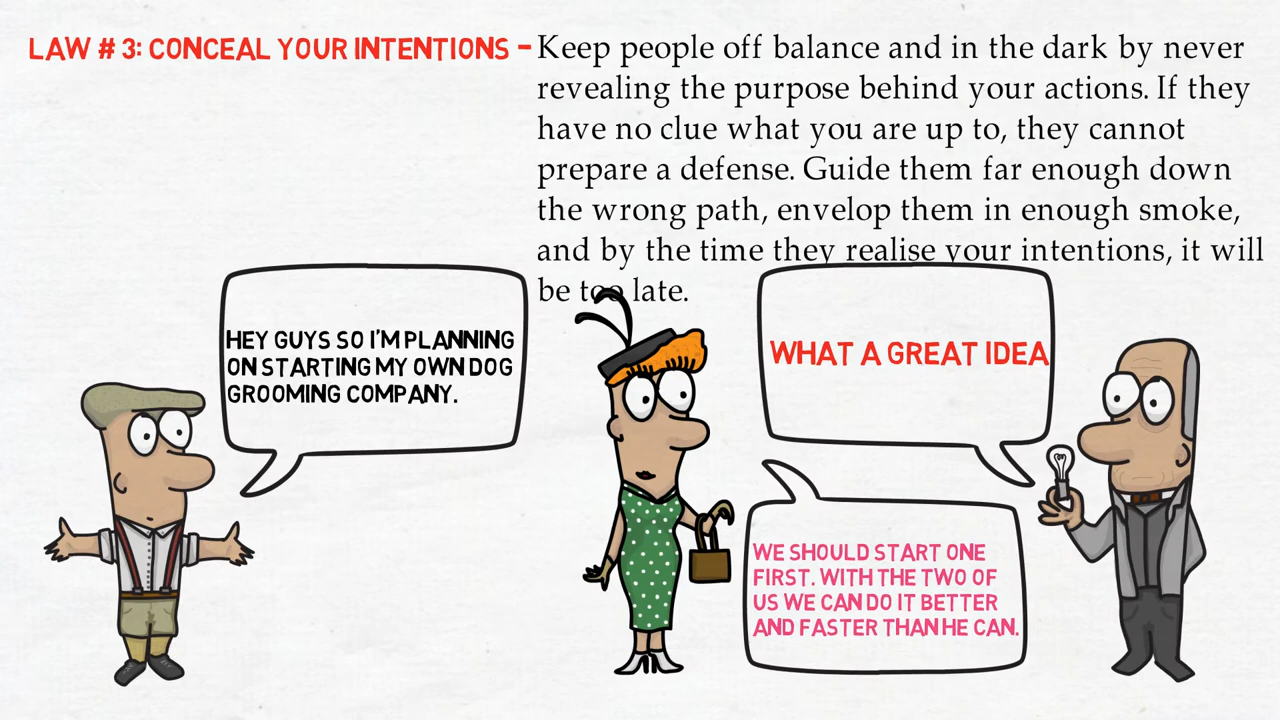 LAW # 3: CONCEAL YOUR INTENTIONS - Keep people off balance and in the dark by never
revealing the purpose behind your actions. If they
have no clue what you are up to, they cannot
prepare a defense. Guide them far enough down
the wrong path, envelop them in enough smoke,
and by the time they realise your intentions, it will
be too late.
HEY GUYS SO I'M PLANNING
ON STARTING MY OWN DOG
GROOMING COMPANY.
WHAT A GREAT IDEA
WE SHOULD START ONE
FIRST. WITH THE TWO OF
US WE CAN DO IT BETTER
AND FASTER THAN HE CAN.